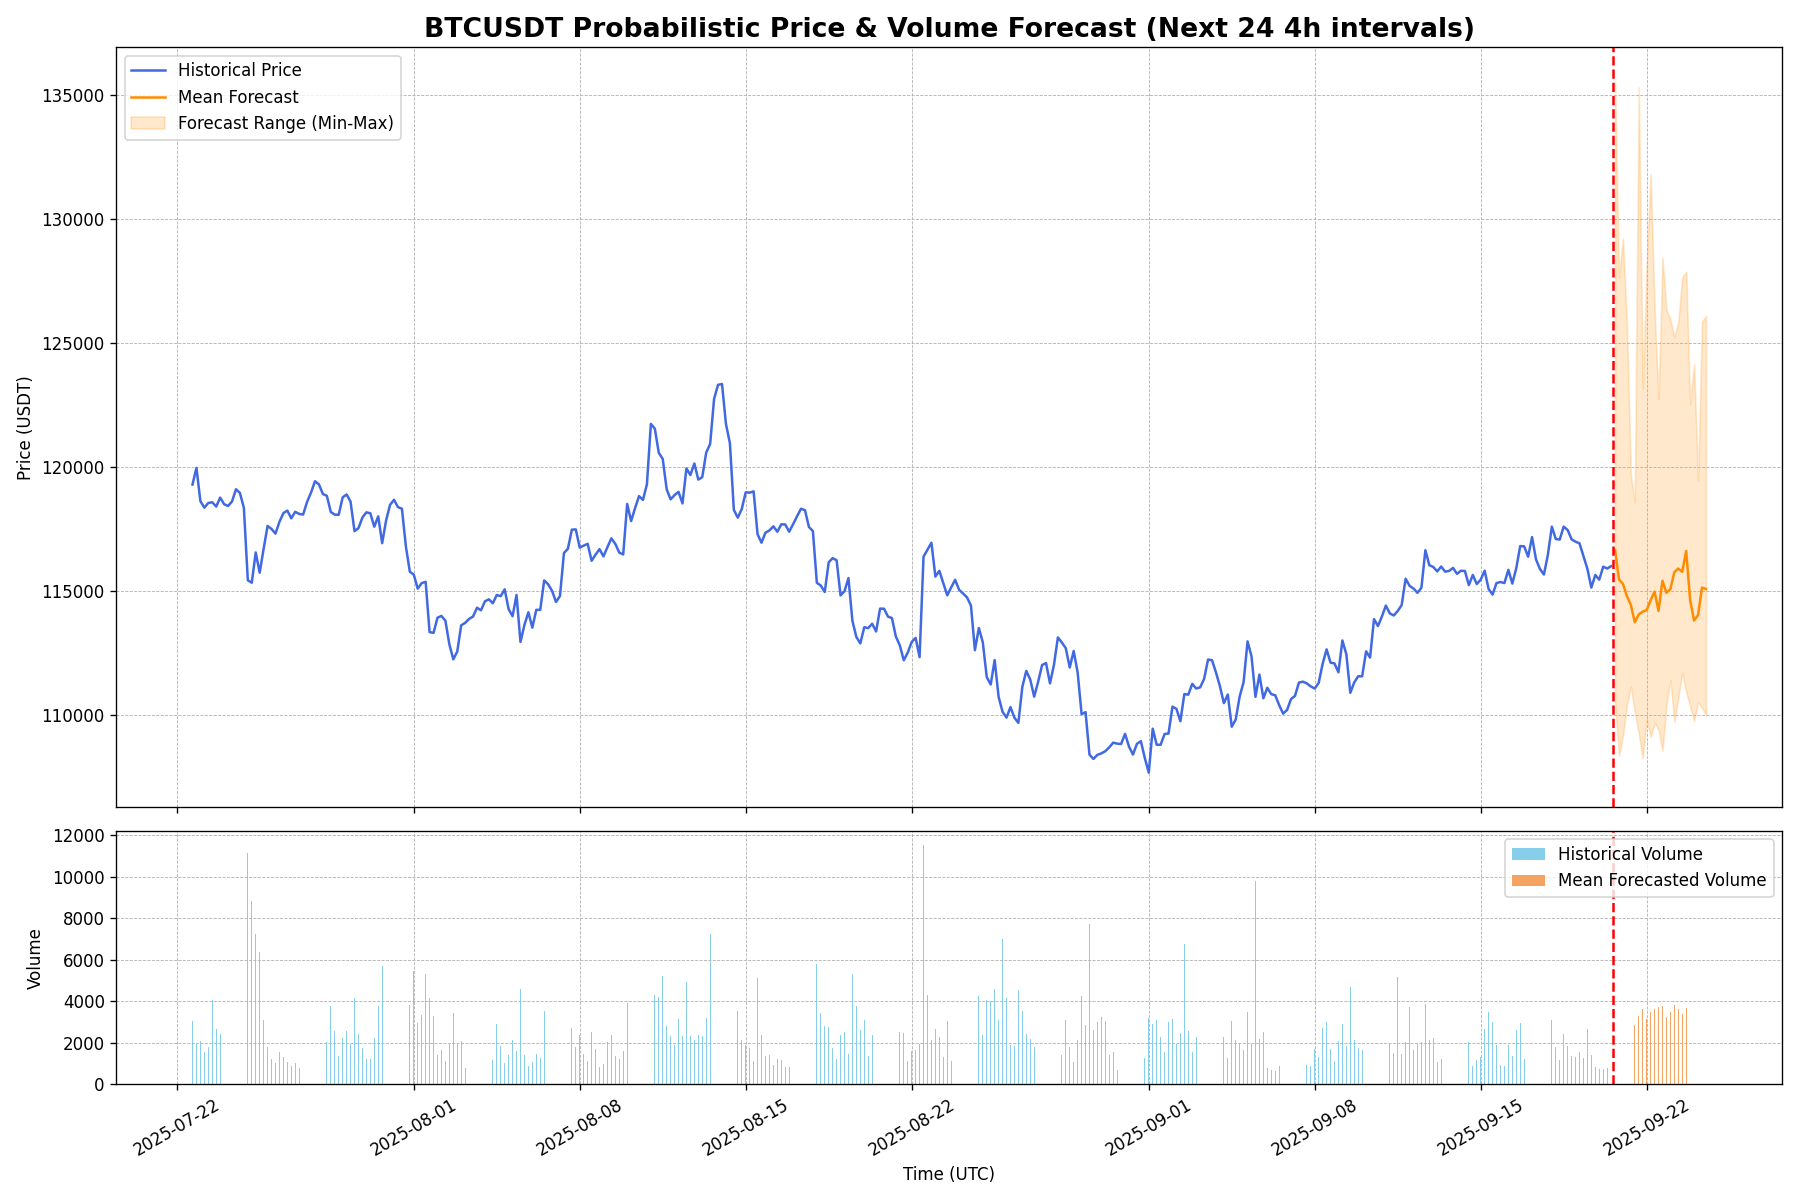 BTCUSDT Probabilistic Price & Volume Forecast (Next 24 4h intervals)
Historical Price
Mean Forecast
Forecast Range (Min-Max)
Price (USDT)
135000
130000
125000
120000
115000
110000
Historical Volume
Mean Forecasted Volume
Volume
12000
10000
8000
6000
4000
2000
0
2025-07-22
2025-08-01
2025-08-08
2025-08-15
2025-08-22
2025-09-01
2025-09-08
2025-09-15
2025-09-22
Time (UTC)